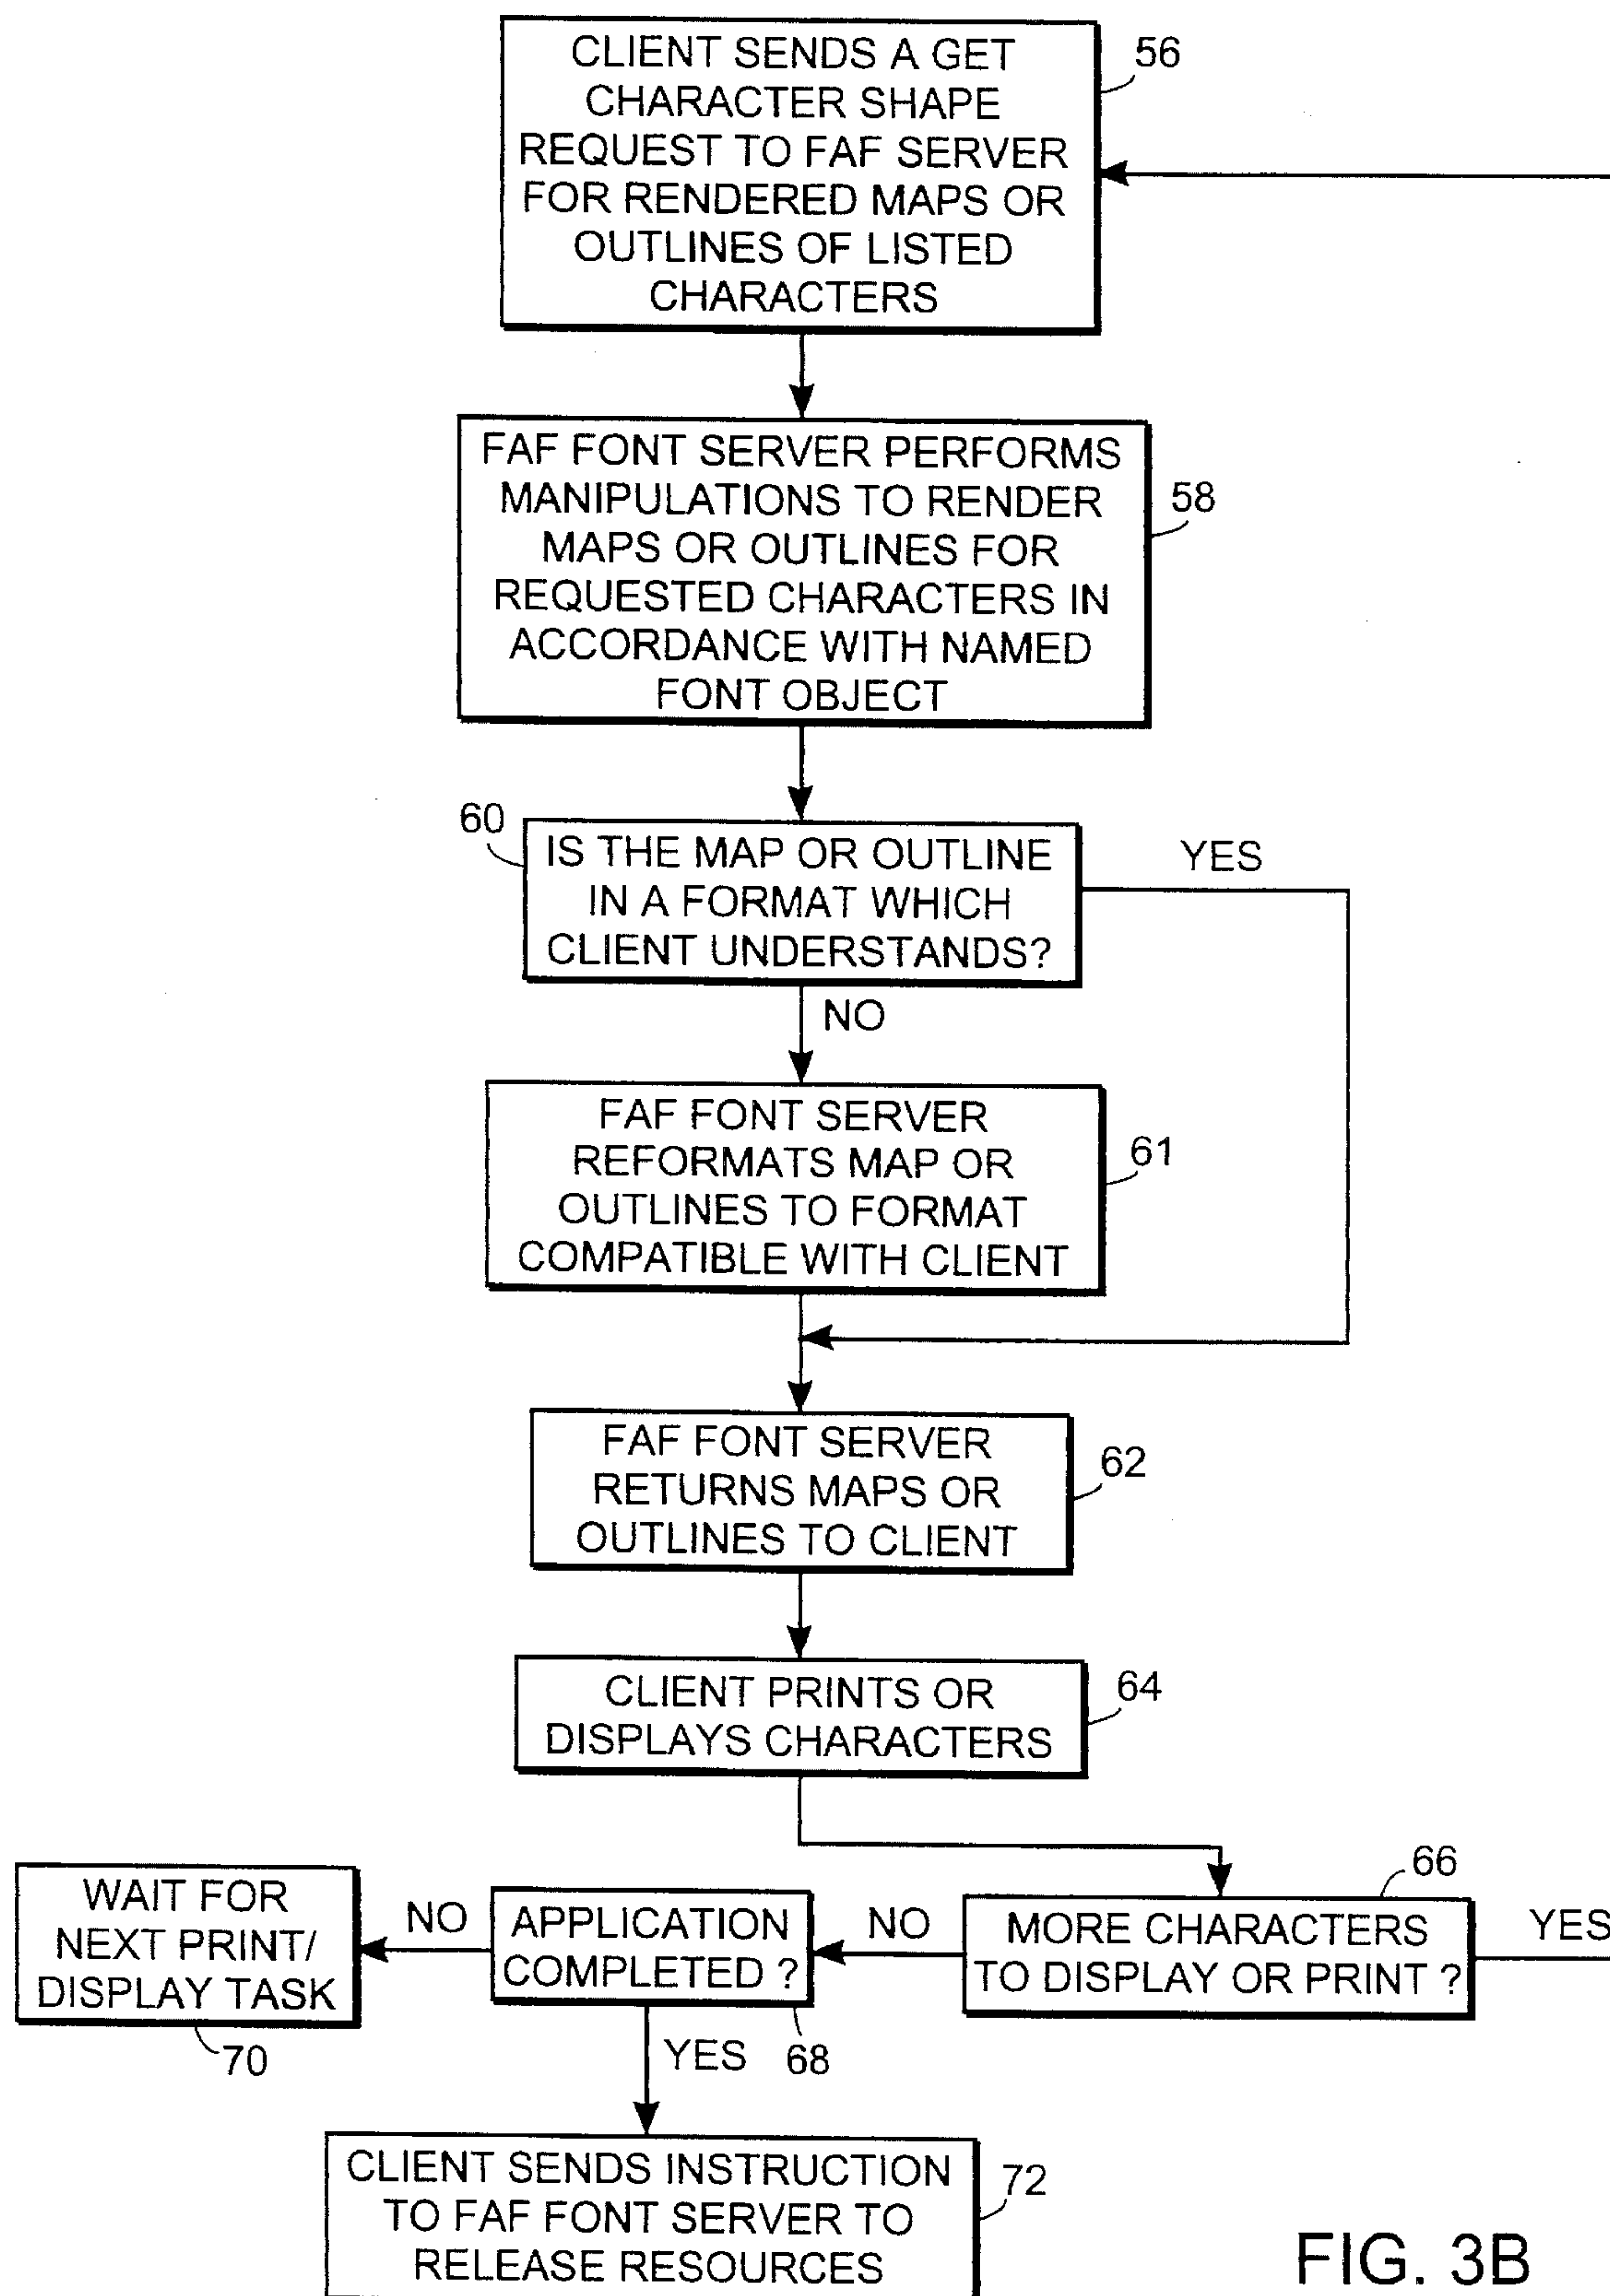 CLIENT SENDS A GET
CHARACTER SHAPE
REQUEST TO FAF SERVER
FOR RENDERED MAPS OR
OUTLINES OF LISTED
CHARACTERS
56
FAF FONT SERVER PERFORMS
MANIPULATIONS TO RENDER
MAPS OR OUTLINES FOR
REQUESTED CHARACTERS IN
ACCORDANCE WITH NAMED
FONT OBJECT
58
60
IS THE MAP OR OUTLINE
IN A FORMAT WHICH
CLIENT UNDERSTANDS?
YES
NO
FAF FONT SERVER
REFORMATS MAP OR
OUTLINES TO FORMAT
COMPATIBLE WITH CLIENT
61
FAF FONT SERVER
RETURNS MAPS OR
OUTLINES TO CLIENT
62
CLIENT PRINTS OR
DISPLAYS CHARACTERS
64
66
MORE CHARACTERS
TO DISPLAY OR PRINT ?
YES
NO
APPLICATION
COMPLETED ?
68
NO
WAIT FOR
NEXT PRINT/
DISPLAY TASK
70
YES
CLIENT SENDS INSTRUCTION
TO FAF FONT SERVER TO
RELEASE RESOURCES
72
FIG. 3B